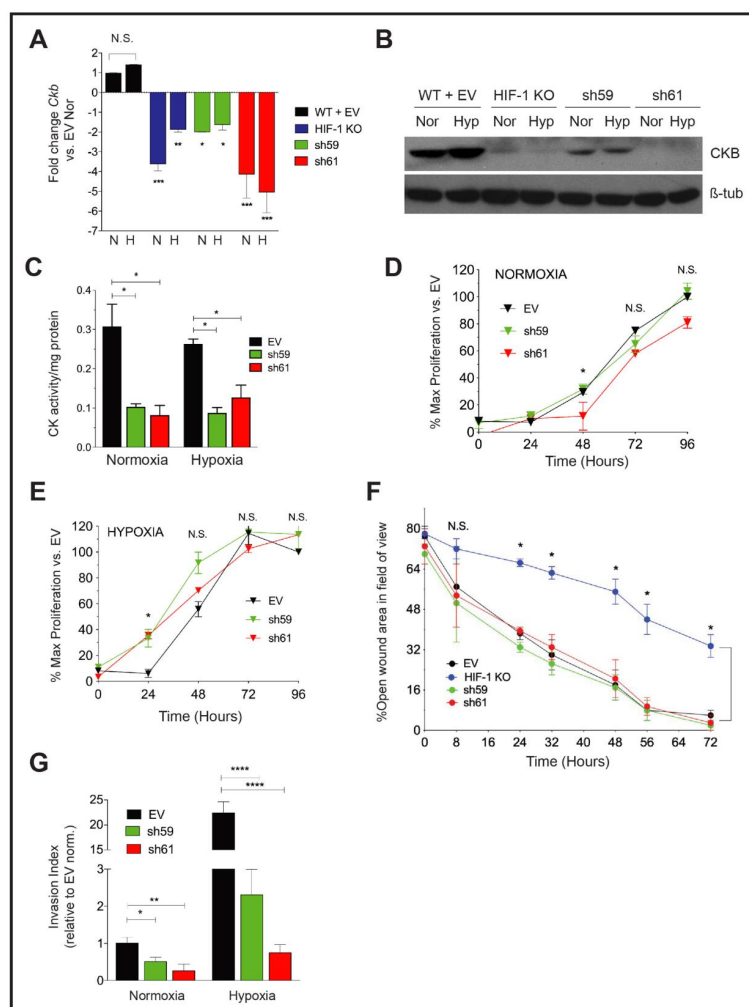 A
N.S.
Fold change Ckb
vs. EV Nor
2
1
0
-1
-2
-3
-4
-5
-6
-7
***
**
*
*
***
***
N H N H N H N H
WT + EV
HIF-1 KO
sh59
sh61
B
WT + EV HIF-1 KO sh59 sh61
Nor Hyp Nor Hyp Nor Hyp Nor Hyp
CKB
ß-tub
C
CK activity/mg protein
0.4
0.3
0.2
0.1
0.0
*
*
*
*
EV
sh59
sh61
Normoxia Hypoxia
D
NORMOXIA
% Max Proliferation vs. EV
120
100
80
60
40
20
0
EV
sh59
sh61
*
N.S.
N.S.
0 24 48 72 96
Time (Hours)
E
HYPOXIA
% Max Proliferation vs. EV
120
100
80
60
40
20
0
*
N.S.
N.S.
N.S.
EV
sh59
sh61
0 24 48 72 96
Time (Hours)
F
%Open wound area in field of view
80
64
48
32
16
0
N.S.
*
*
*
*
*
EV
HIF-1 KO
sh59
sh61
0 8 24 32 48 56 72
Time (Hours)
G
Invasion Index
(relative to EV norm.)
25
20
15
3
2
1
0
EV
sh59
sh61
*
**
****
****
Normoxia Hypoxia